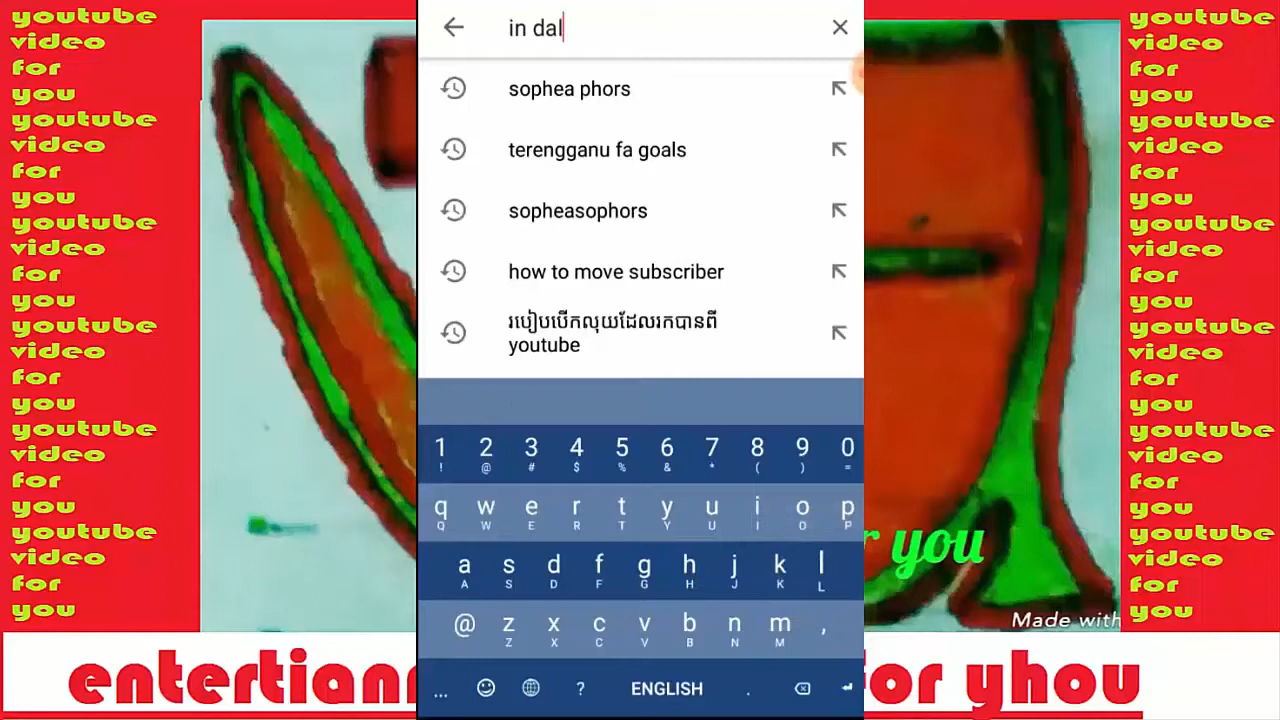 youtube
video
for
you
youtube
video
for
you
youtube
video
for
you
youtube
video
for
you
youtube
video
for
you
youtube
video
for
you
in dal
sophea phors
terengganu fa goals
sopheasophors
how to move subscriber
របៀបបើកលុយដែលរកបានពី
youtube
1 2 3 4 5 6 7 8 9 0
! @ # $ % & * ( ) =
q w e r t y u i o p
Q W E R T Y U I O P
a s d f g h j k l
A S D F G H J K L
@ z x c v b n m ,
Z X C V B N M
... ? ENGLISH .
r you
Made with
youtube
video
for
you
youtube
video
for
you
youtube
video
for
you
youtube
video
for
you
youtube
video
for
you
youtube
video
for
you
entertian
for yhou